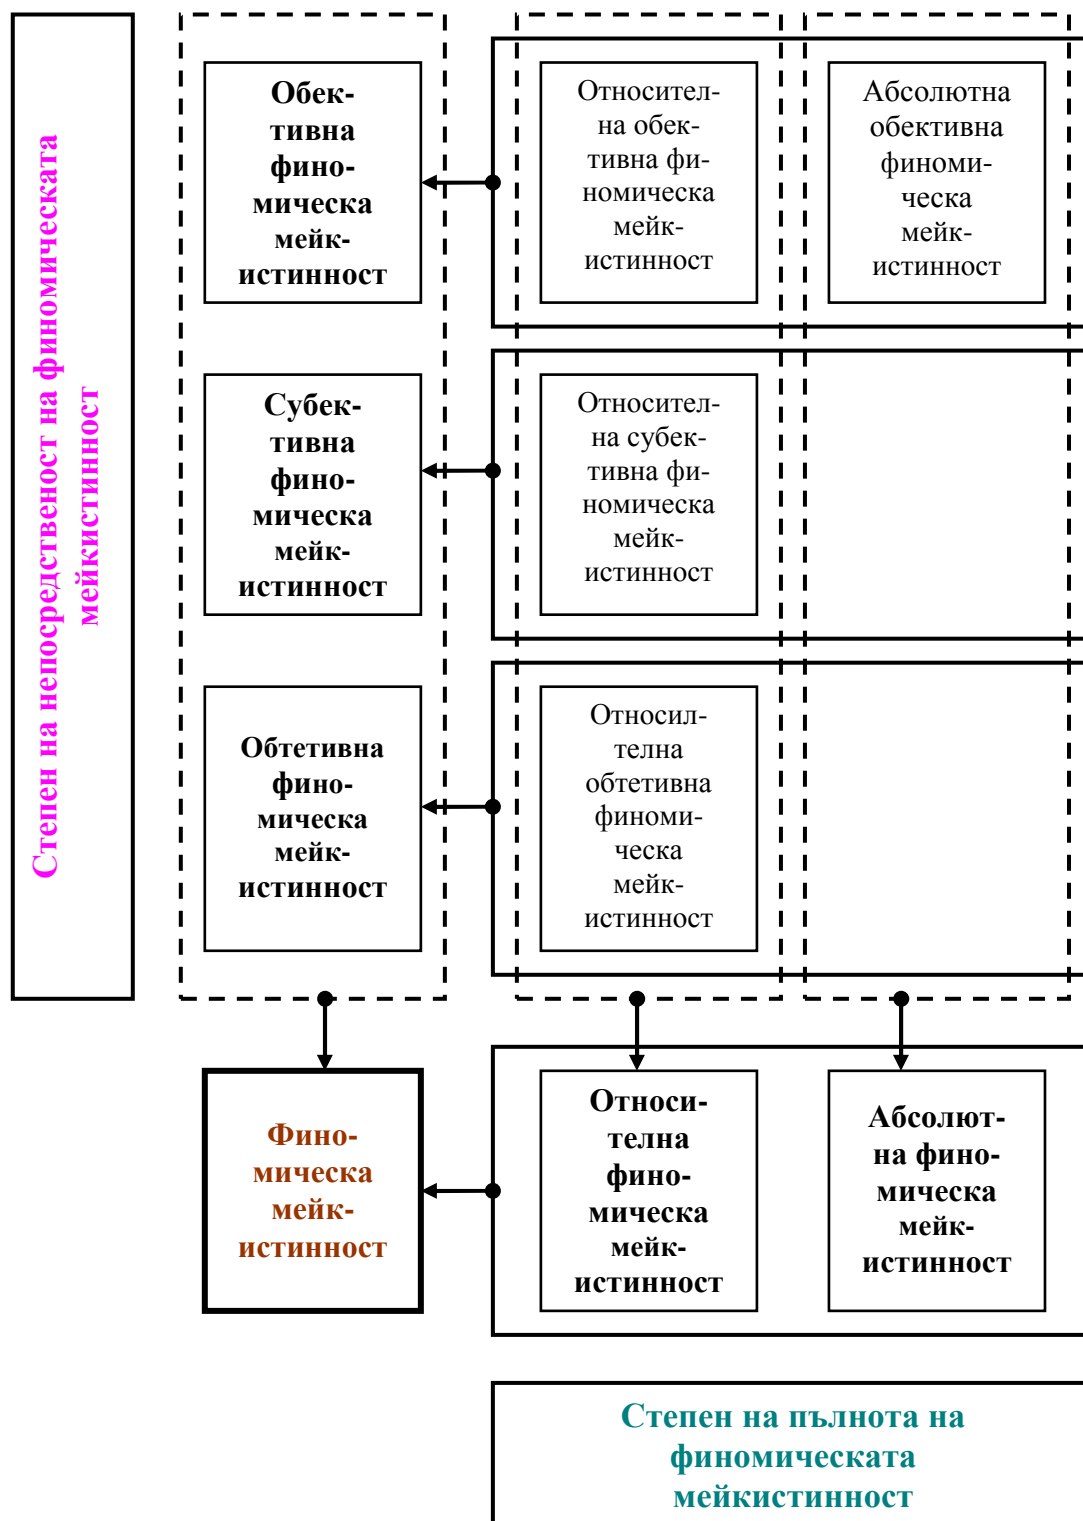 Степен на непосредственост на финомическата
мейкистинност
Обек-
тивна
фино-
мическа
мейк-
истинност
Относител-
на обек-
тивна фи-
номическа
мейк-
истинност
Абсолютна
обективна
финоми-
ческа
мейк-
истинност
Субек-
тивна
фино-
мическа
мейк-
истинност
Относител-
на субек-
тивна фи-
номическа
мейк-
истинност
Обтетивна
фино-
мическа
мейк-
истинност
Относил-
телна
обтетивна
финоми-
ческа
мейк-
истинност
Фино-
мическа
мейк-
истинност
Относи-
телна
фино-
мическа
мейк-
истинност
Абсолют-
на фино-
мическа
мейк-
истинност
Степен на пълнота на
финомическата
мейкистинност